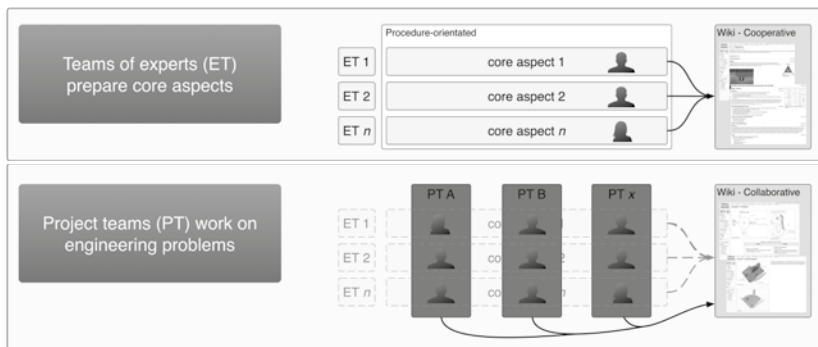 Teams of experts (ET)
prepare core aspects
Procedure-orientated
ET 1
core aspect 1
ET 2
core aspect 2
ET n
core aspect n
Wiki - Cooperative
Project teams (PT) work on
engineering problems
PT A
PT B
PT x
ET 1
1
ET 2
2
ET n
n
Wiki - Collaborative